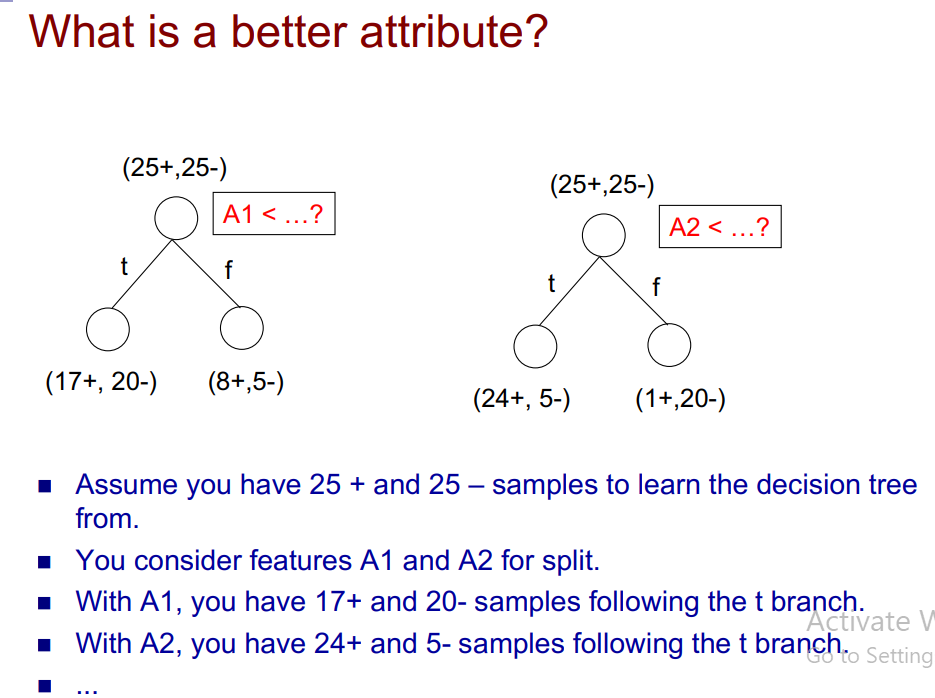 What is a better attribute?
(25+,25-)
A1 < ...?
t
f
(17+, 20-)
(8+,5-)
(25+,25-)
A2 < ...?
t
f
(24+, 5-)
(1+,20-)
Assume you have 25 + and 25 – samples to learn the decision tree
from.
You consider features A1 and A2 for split.
With A1, you have 17+ and 20- samples following the t branch.
With A2, you have 24+ and 5- samples following the t branch.
...
Activate
Go to Setting